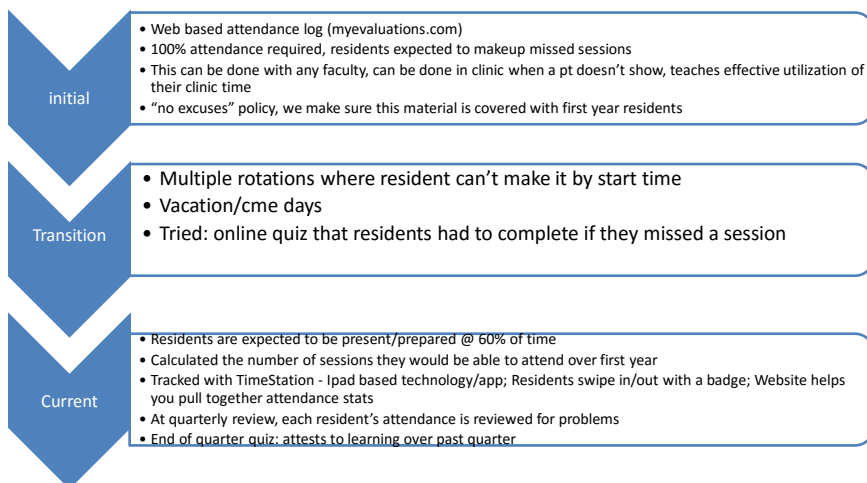 initial
• Web based attendance log (myevaluations.com)
• 100% attendance required, residents expected to makeup missed sessions
• This can be done with any faculty, can be done in clinic when a pt doesn't show, teaches effective utilization of
their clinic time
• “no excuses” policy, we make sure this material is covered with first year residents
Transition
• Multiple rotations where resident can't make it by start time
• Vacation/cme days
• Tried: online quiz that residents had to complete if they missed a session
Current
• Residents are expected to be present/prepared @ 60% of time
• Calculated the number of sessions they would be able to attend over first year
• Tracked with TimeStation - Ipad based technology/app; Residents swipe in/out with a badge; Website helps
you pull together attendance stats
• At quarterly review, each resident's attendance is reviewed for problems
• End of quarter quiz: attests to learning over past quarter